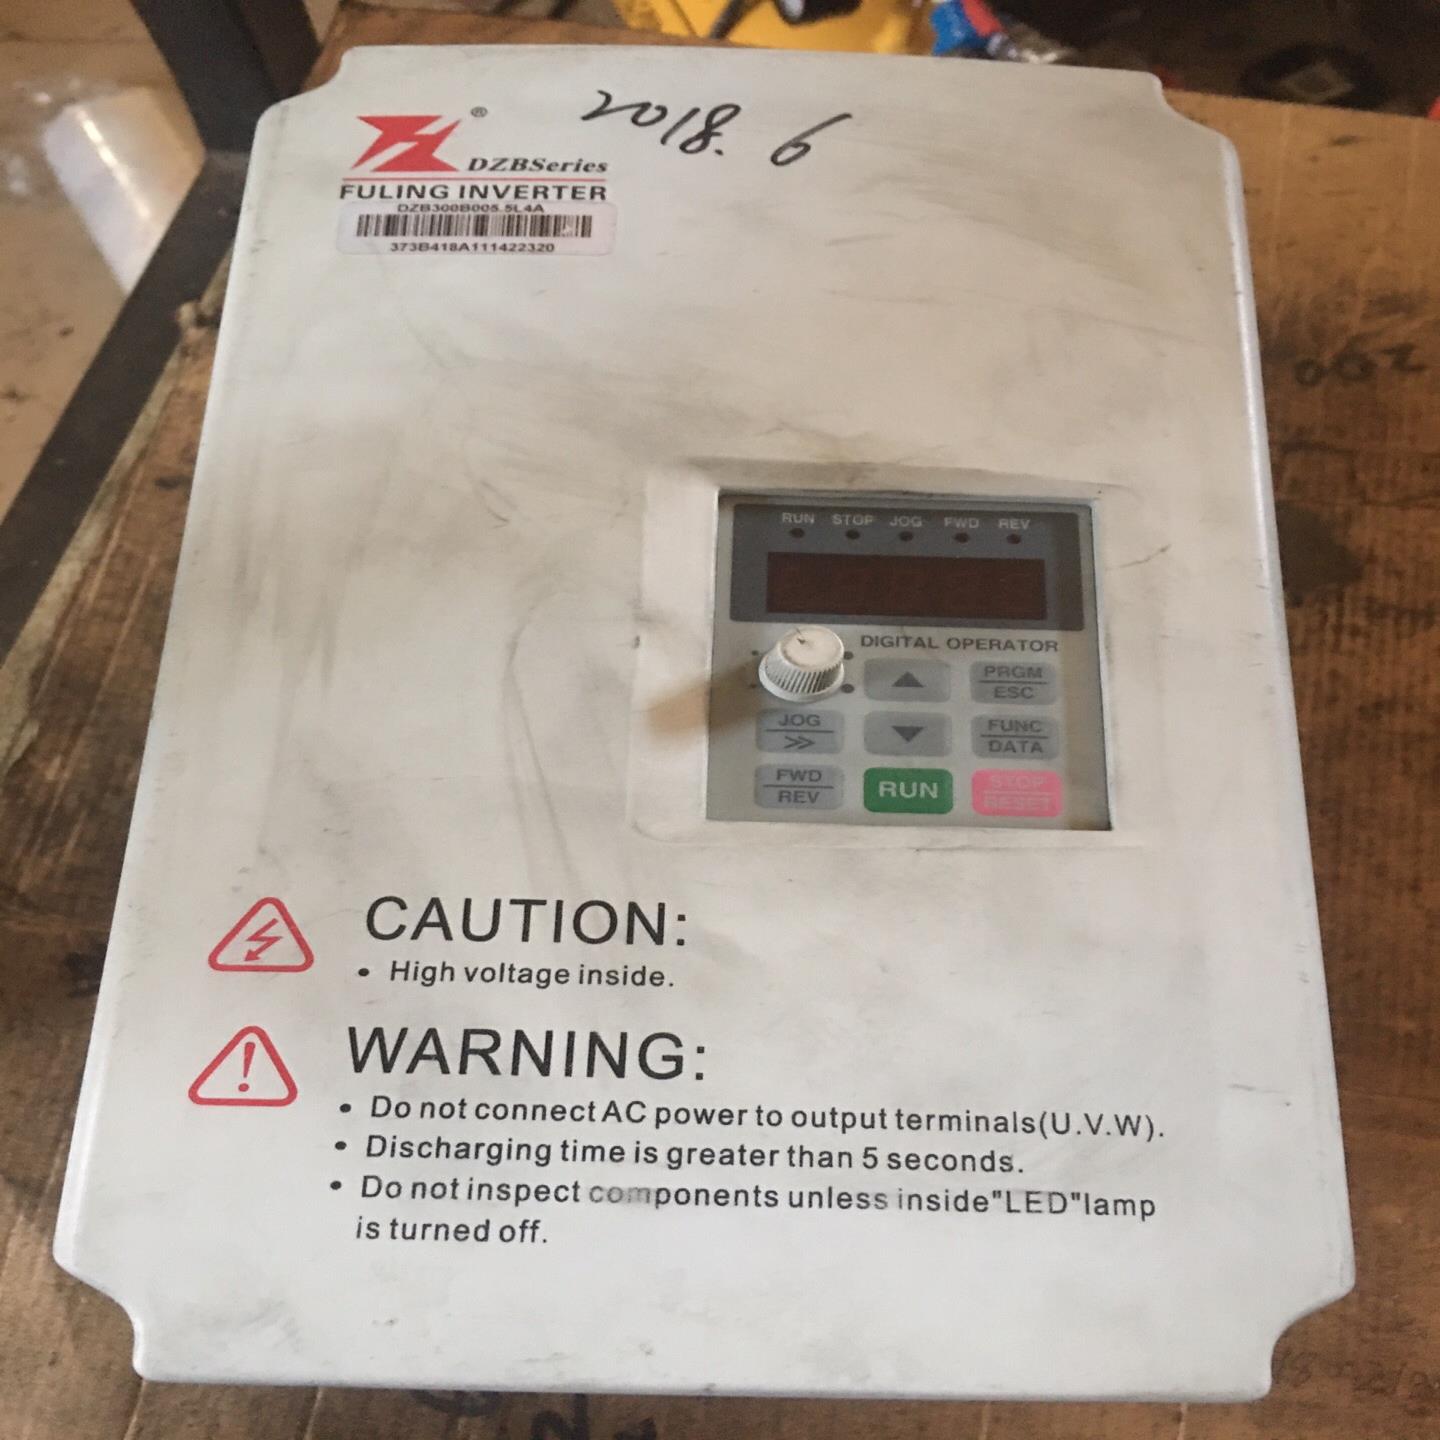 2018.6
®
DZBSeries
FULING INVERTER
DZB300B005.5L4A
373B418A111422320
062
RUN STOP JOG FWD REV
DIGITAL OPERATOR
PRGM
ESC
JOG
>>
FUNC
DATA
FWD
REV
RUN
STOP
RESET
CAUTION:
• High voltage inside.
WARNING:
• Do not connect AC power to output terminals(U.V.W).
• Discharging time is greater than 5 seconds.
• Do not inspect components unless inside"LED"lamp
is turned off.